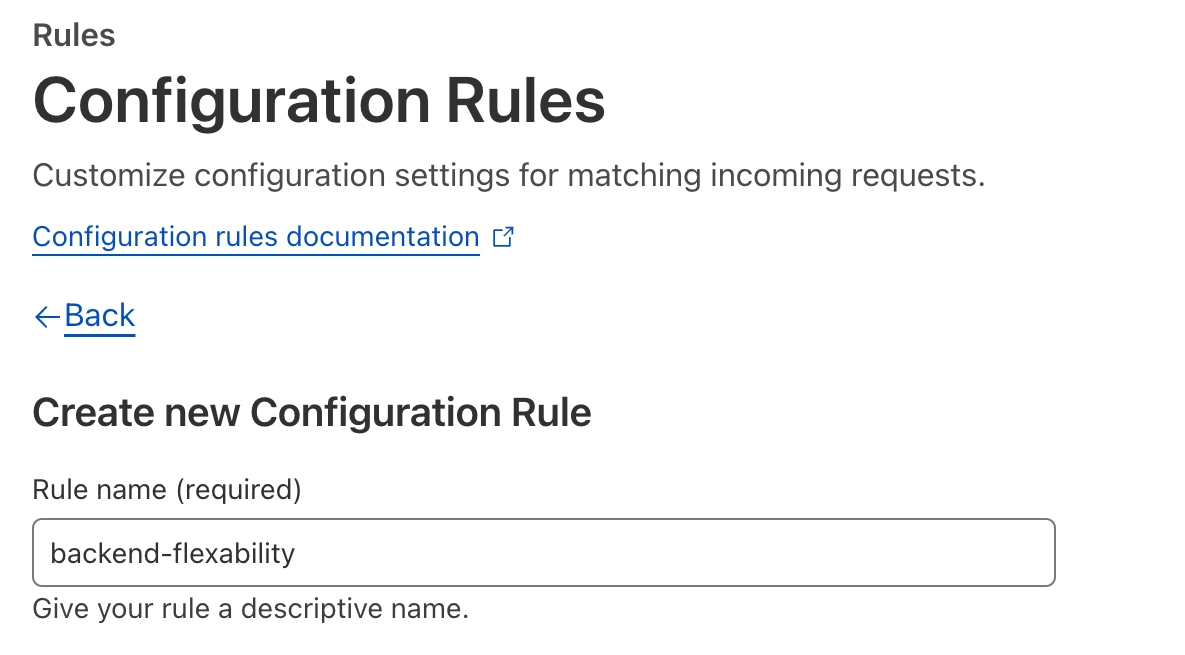 Rules
Configuration Rules
Customize configuration settings for matching incoming requests.
Configuration rules documentation
Back
Create new Configuration Rule
Rule name (required)
backend-flexability
Give your rule a descriptive name.